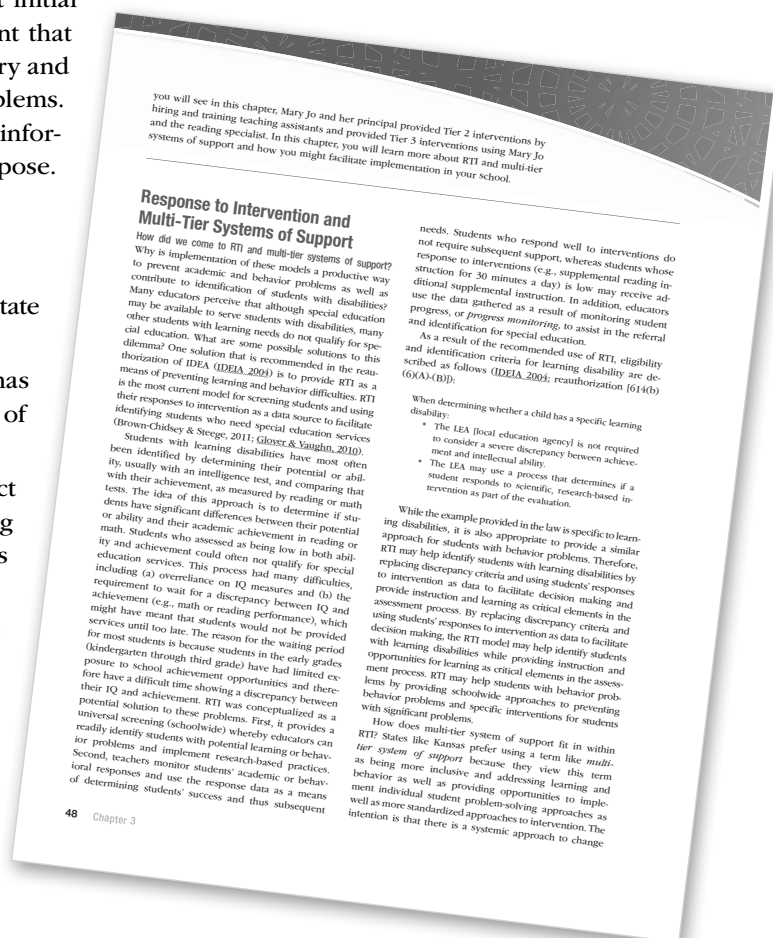 t initial
nt that
ry and
blems.
infor-
pose.
tate
has
of
ct
g
s
you will see in this chapter, Mary Jo and her principal provided Tier 2 interventions by
hiring and training teaching assistants and provided Tier 3 interventions using Mary Jo
and the reading specialist. In this chapter, you will learn more about RTI and multi-tier
systems of support and how you might facilitate implementation in your school.
Response to Intervention and
Multi-Tier Systems of Support
How did we come to RTI and multi-tier systems of support?
Why is implementation of these models a productive way
to prevent academic and behavior problems as well as
contribute to identification of students with disabilities?
Many educators perceive that although special education
may be available to serve students with disabilities, many
other students with learning needs do not qualify for spe-
cial education. What are some possible solutions to this
dilemma? One solution that is recommended in the reau-
thorization of IDEA (IDEIA 2004) is to provide RTI as a
means of preventing learning and behavior difficulties. RTI
is the most current model for screening students and using
their responses to intervention as a data source to facilitate
identifying students who need special education services
(Brown-Chidsey & Steege, 2011; Glover & Vaughn, 2010).
Students with learning disabilities have most often
been identified by determining their potential or abil-
ity, usually with an intelligence test, and comparing that
with their achievement, as measured by reading or math
tests. The idea of this approach is to determine if stu-
dents have significant differences between their potential
or ability and their academic achievement in reading or
math. Students who assessed as being low in both abil-
ity and achievement could often not qualify for special
education services. This process had many difficulties,
including (a) overreliance on IQ measures and (b) the
requirement to wait for a discrepancy between IQ and
achievement (e.g., math or reading performance), which
might have meant that students would not be provided
services until too late. The reason for the waiting period
for most students is because students in the early grades
(kindergarten through third grade) have had limited ex-
posure to school achievement opportunities and there-
fore have a difficult time showing a discrepancy between
their IQ and achievement. RTI was conceptualized as a
potential solution to these problems. First, it provides a
universal screening (schoolwide) whereby educators can
readily identify students with potential learning or behav-
ior problems and implement research-based practices.
Second, teachers monitor students' academic or behav-
ioral responses and use the response data as a means
of determining students' success and thus subsequent
needs. Students who respond well to interventions do
not require subsequent support, whereas students whose
response to interventions (e.g., supplemental reading in-
struction for 30 minutes a day) is low may receive ad-
ditional supplemental instruction. In addition, educators
use the data gathered as a result of monitoring student
progress, or progress monitoring, to assist in the referral
and identification for special education.
As a result of the recommended use of RTI, eligibility
and identification criteria for learning disability are de-
scribed as follows (IDEIA 2004; reauthorization [614(b)
(6)(A)-(B)]):
When determining whether a child has a specific learning
disability:
• The LEA [local education agency] is not required
to consider a severe discrepancy between achieve-
ment and intellectual ability.
• The LEA may use a process that determines if a
student responds to scientific, research-based in-
tervention as part of the evaluation.
While the example provided in the law is specific to learn-
ing disabilities, it is also appropriate to provide a similar
approach for students with behavior problems. Therefore,
RTI may help identify students with learning disabilities by
replacing discrepancy criteria and using students' responses
to intervention as data to facilitate decision making and
provide instruction and learning as critical elements in the
assessment process. By replacing discrepancy criteria and
using students' responses to intervention as data to facilitate
decision making, the RTI model may help identify students
with learning disabilities while providing instruction and
opportunities for learning as critical elements in the assess-
ment process. RTI may help students with behavior prob-
lems by providing schoolwide approaches to preventing
behavior problems and specific interventions for students
with significant problems.
How does multi-tier system of support fit in within
RTI? States like Kansas prefer using a term like multi-
tier system of support because they view this term
as being more inclusive and addressing learning and
behavior as well as providing opportunities to imple-
ment individual student problem-solving approaches as
well as more standardized approaches to intervention. The
intention is that there is a systemic approach to change
48 Chapter 3